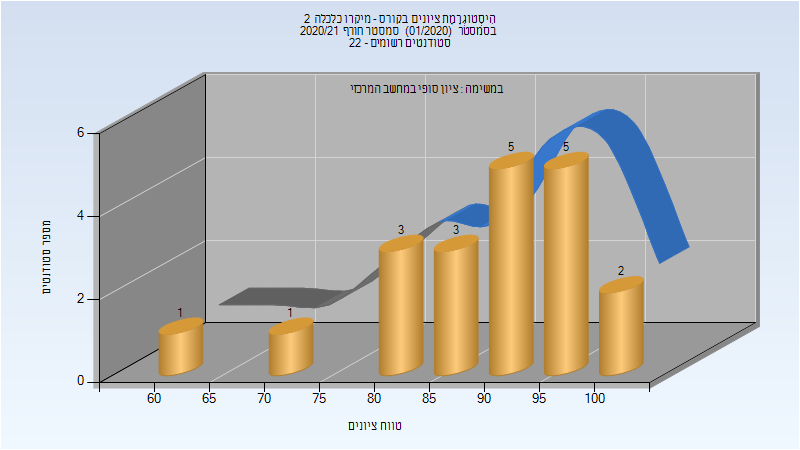 היסטוגרמת ציונים בקורס - מיקרו כלכלה 2
בסמסטר (01/2020) סמסטר חורף 2020/21
סטודנטים רשומים - 22
במשימה : ציון סופי במחשב המרכזי
מספר סטודנטים
6
4
2
0
1
1
3
3
5
5
2
60 65 70 75 80 85 90 95 100
טווח ציונים